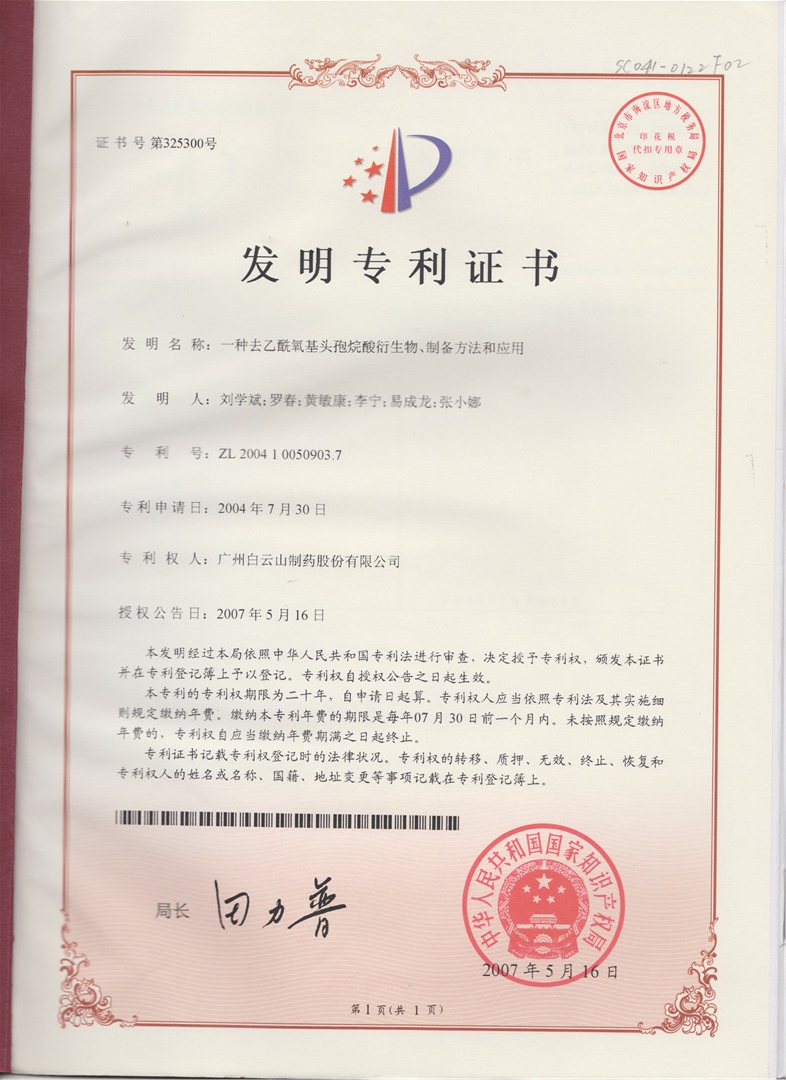 SC041-0122F02
证书号第325300号
北京市海淀区地方税务局
印花税
代扣专用章
国家知识产权局
发明专利证书
发明名称：一种去乙酰氧基头孢烷酸衍生物、制备方法和应用
发明人：刘学斌;罗春;黄敏康;李宁;易成龙;张小娜
专利号：ZL 2004 1 0050903.7
专利申请日：2004年7月30日
专利权人：广州白云山制药股份有限公司
授权公告日：2007年5月16日
本发明经过本局依照中华人民共和国专利法进行审查，决定授予专利权，颁发本证书
并在专利登记簿上予以登记。专利权自授权公告之日起生效。
本专利的专利权期限为二十年，自申请日起算。专利权人应当依照专利法及其实施细
则规定缴纳年费。缴纳本专利年费的期限是每年07月30日前一个月内。未按照规定缴纳
年费的，专利权自应当缴纳年费期满之日起终止。
专利证书记载专利权登记时的法律状况。专利权的转移、质押、无效、终止、恢复和
专利权人的姓名或名称、国籍、地址变更等事项记载在专利登记簿上。
局长 田力普
中华人民共和国国家知识产权局
2007年5月16日
第1页(共1页)